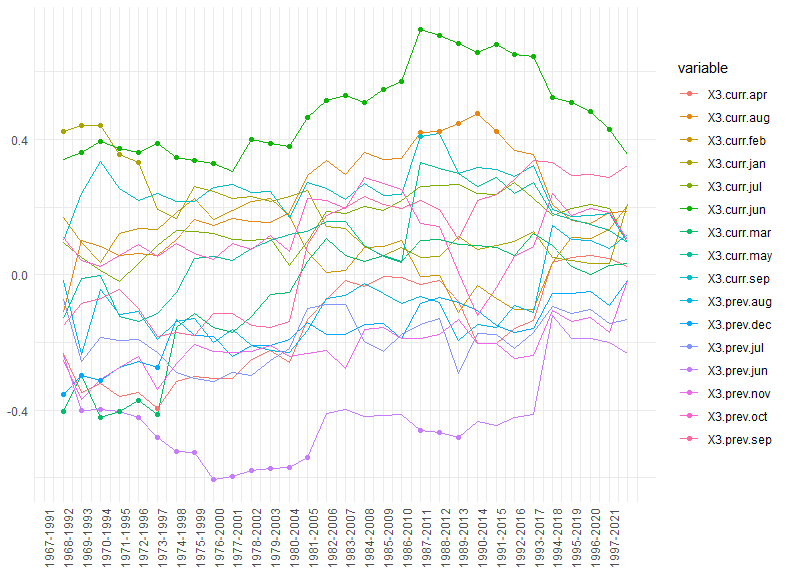 variable
X3.curr.apr
X3.curr.aug
X3.curr.feb
X3.curr.jan
X3.curr.jul
X3.curr.jun
X3.curr.mar
X3.curr.may
X3.curr.sep
X3.prev.aug
X3.prev.dec
X3.prev.jul
X3.prev.jun
X3.prev.nov
X3.prev.oct
X3.prev.sep
0.4
0.0
-0.4
1967-1991
1968-1992
1969-1993
1970-1994
1971-1995
1972-1996
1973-1997
1974-1998
1975-1999
1976-2000
1977-2001
1978-2002
1979-2003
1980-2004
1981-2005
1982-2006
1983-2007
1984-2008
1985-2009
1986-2010
1987-2011
1988-2012
1989-2013
1990-2014
1991-2015
1992-2016
1993-2017
1994-2018
1995-2019
1996-2020
1997-2021